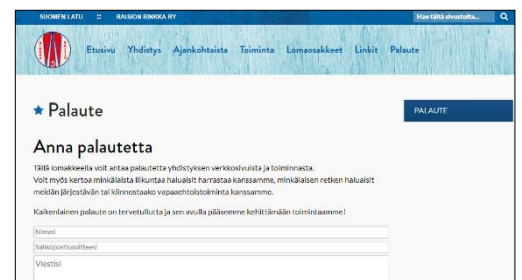 SUOMEN LATU :: RAISION RINKKA RY Hae tältä sivustolta...
Etusivu Yhdistys Ajankohtaista Toiminta Lomaosakkeet Linkit Palaute
Palaute
PALAUTE
Anna palautetta
Tällä lomakkeella voit antaa palautetta yhdistyksen verkkosivuista ja toiminnasta.
Voit myös kertoa minkälaista liikuntaa haluaisit harrastaa kanssamme, minkälaisen retken haluaisit
meidän järjestävän tai kiinnostaako vapaaehtoistoiminta kanssamme.
Kaikenlainen palaute on tervetullutta ja sen avulla pääsemme kehittämään toimintaamme!
Nimesi
Sähköpostiosoitteesi
Viestisi